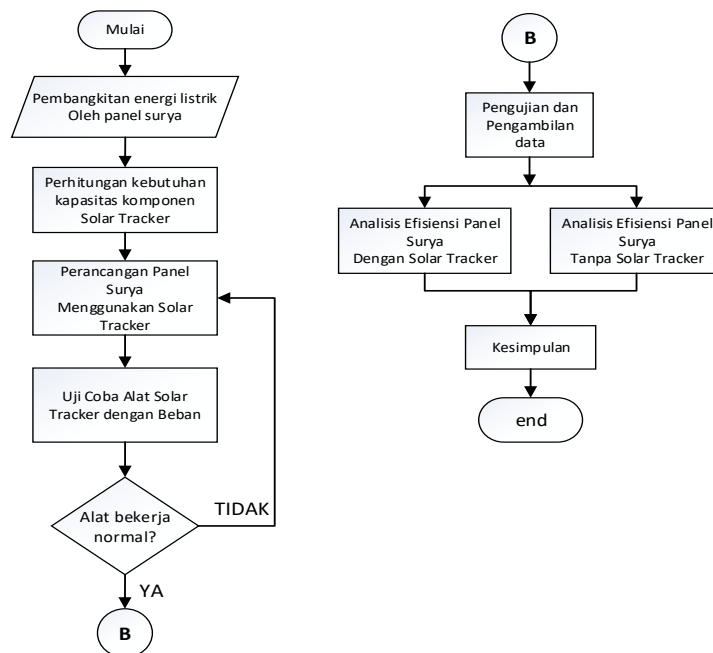 Mulai
Pembangkitan energi listrik
Oleh panel surya
Perhitungan kebutuhan
kapasitas komponen
Solar Tracker
Perancangan Panel
Surya
Menggunakan Solar
Tracker
Uji Coba Alat Solar
Tracker dengan Beban
Alat bekerja
normal?
TIDAK
YA
B
B
Pengujian dan
Pengambilan
data
Analisis Efisiensi Panel
Surya
Dengan Solar Tracker
Analisis Efisiensi Panel
Surya
Tanpa Solar Tracker
Kesimpulan
end